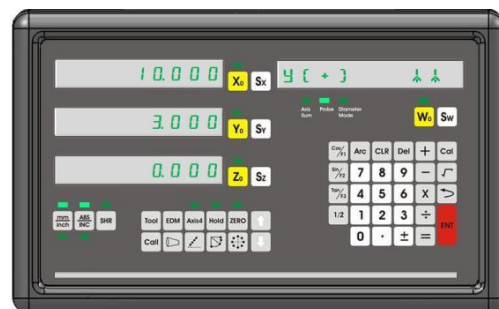 10.000 X₀ Sx
y [ + ]
3.000 Y₀ Sy
Axis Sum Probe Diameter Mode
W₀ Sw
0.000 Z₀ Sz
Cos/F1 Arc CLR Del + Cal
Sin/F2 7 8 9 - √
Tan/F3 4 5 6 X
1/2 1 2 3 ÷ ENT
0 · ± =
mm inch ABS INC SHR
Tool EDM Axis4 Hold ZERO
Call